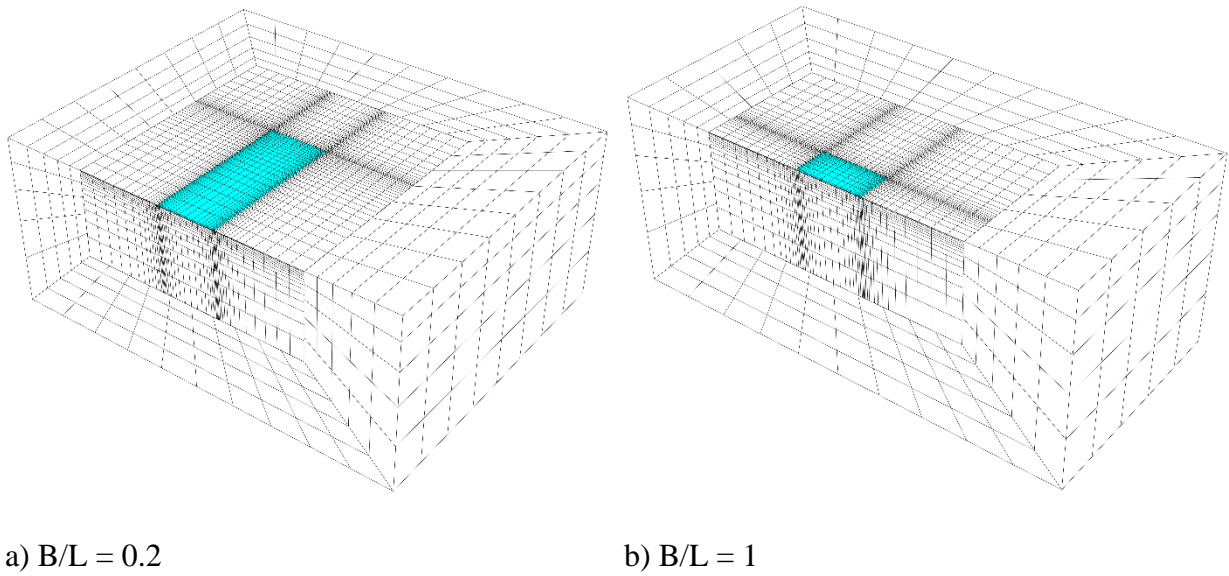 a) B/L = 0.2
b) B/L = 1